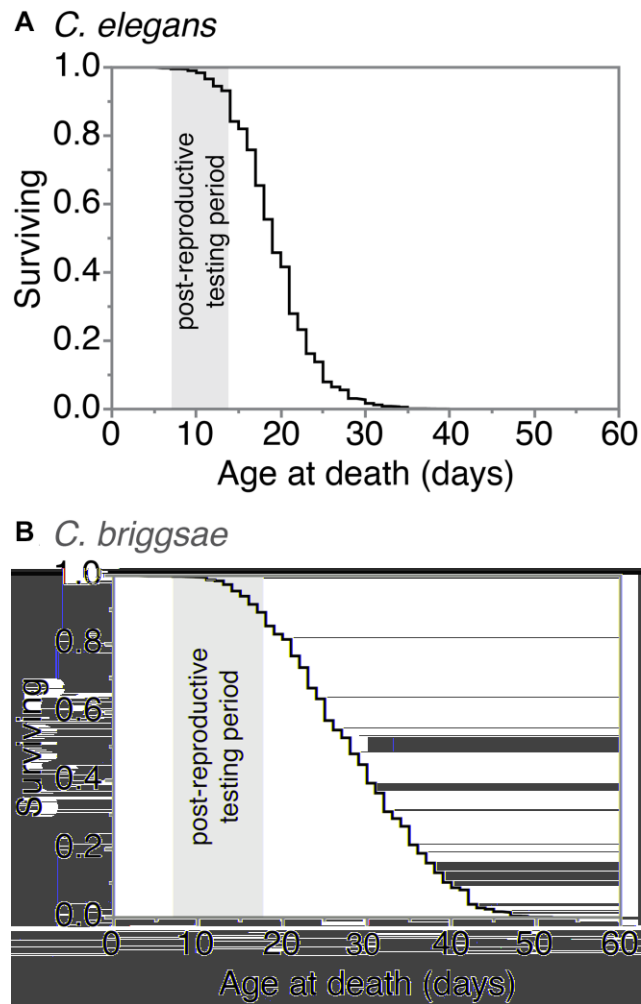 A C. elegans
1.0
0.8
0.6
0.4
0.2
0.0
Surviving
post-reproductive
testing period
0 10 20 30 40 50 60
Age at death (days)
B C. briggsae
1.0
0.8
0.6
0.4
0.2
0.0
Surviving
post-reproductive
testing period
0 10 20 30 40 50 60
Age at death (days)